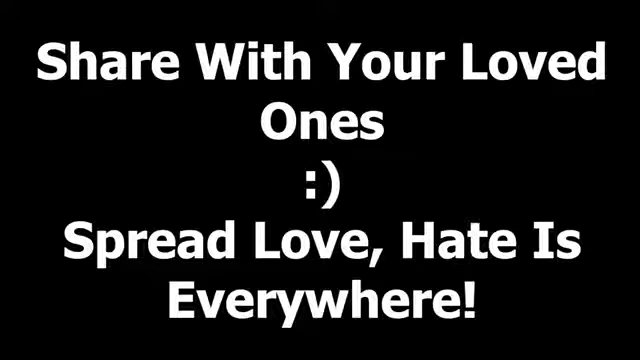 Share With Your Loved
Ones
:)
Spread Love, Hate Is
Everywhere!